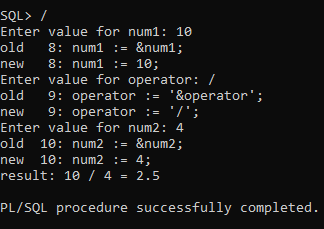 SQL> /
Enter value for num1: 10
old   8: num1 := &num1;
new   8: num1 := 10;
Enter value for operator: /
old   9: operator := '&operator';
new   9: operator := '/';
Enter value for num2: 4
old  10: num2 := &num2;
new  10: num2 := 4;
result: 10 / 4 = 2.5
PL/SQL procedure successfully completed.